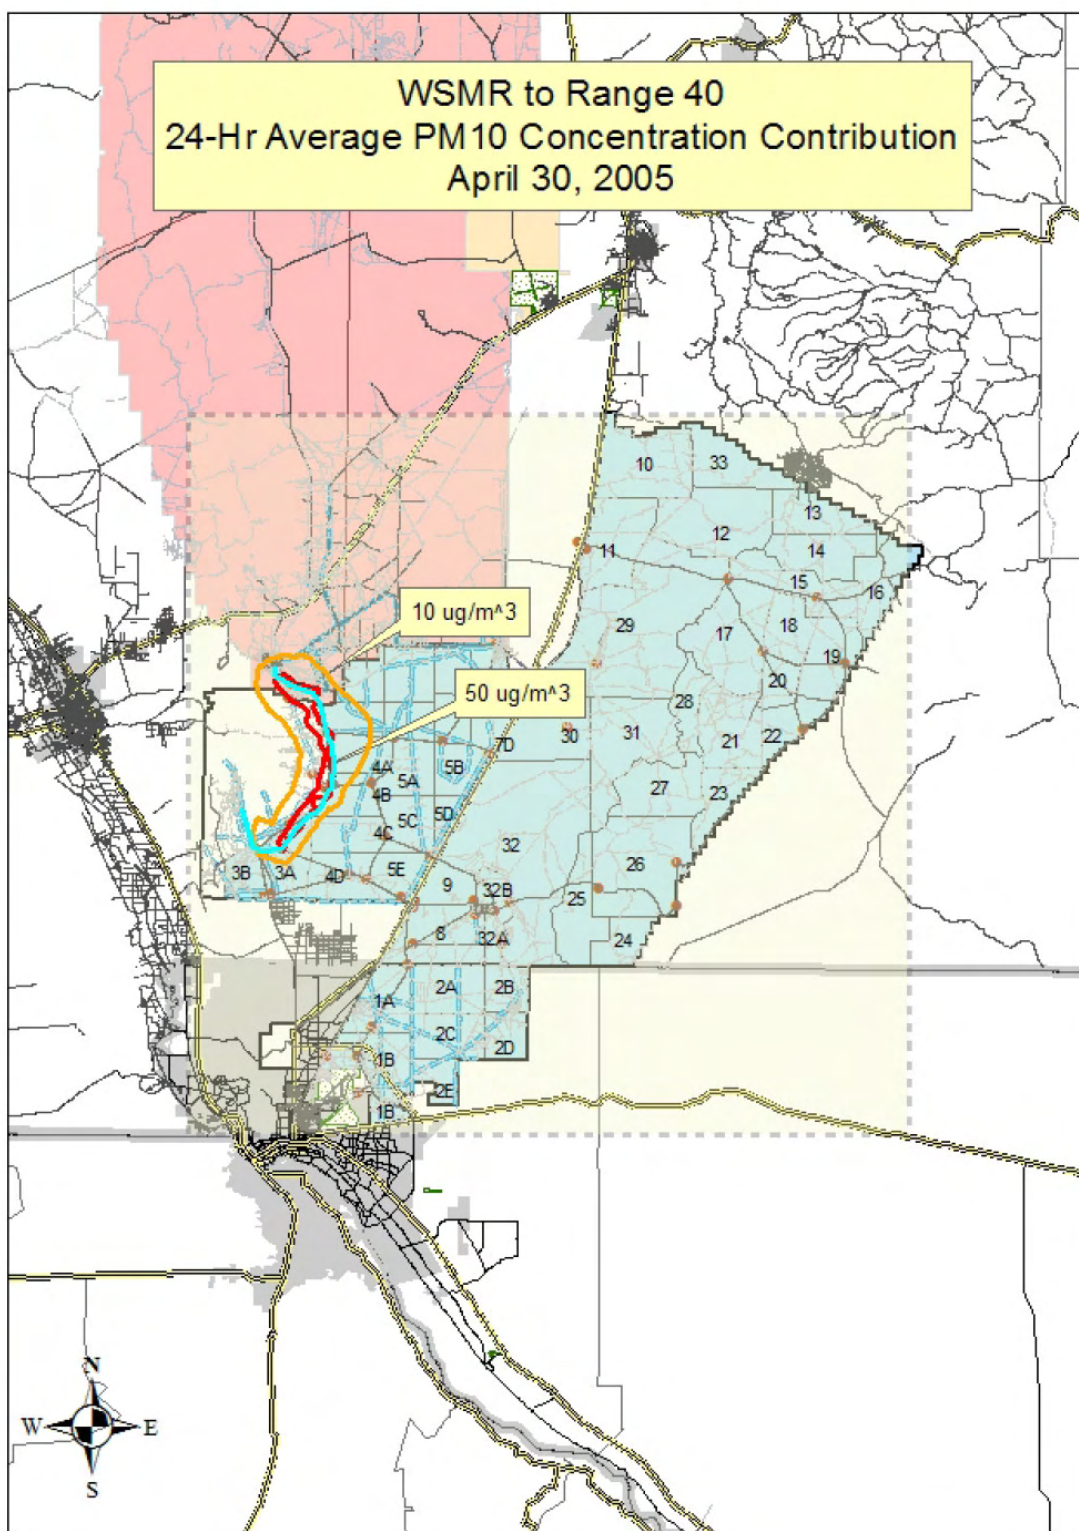 WSMR to Range 40
24-Hr Average PM10 Concentration Contribution
April 30, 2005
10
33
13
12
11
14
15
16
10 ug/m^3
29
17
18
19
20
50 ug/m^3
28
30
31
21
22
7D
4A
5B
5A
4B
27
23
5C
5D
4C
32
26
3B
3A
4D
5E
9
32B
25
8
32A
24
2A
2B
1A
2C
2D
1B
2E
1B
N
W
E
S